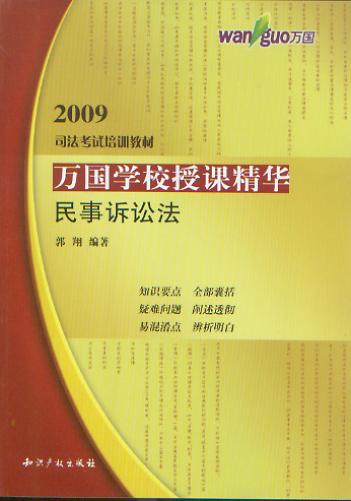 wanguo万国
2009
司法考试培训教材
万国学校授课精华
民事诉讼法
郭 翔 编著
知识要点 全部囊括
疑难问题 阐述透彻
易混淆点 辨析明白
知识产权出版社